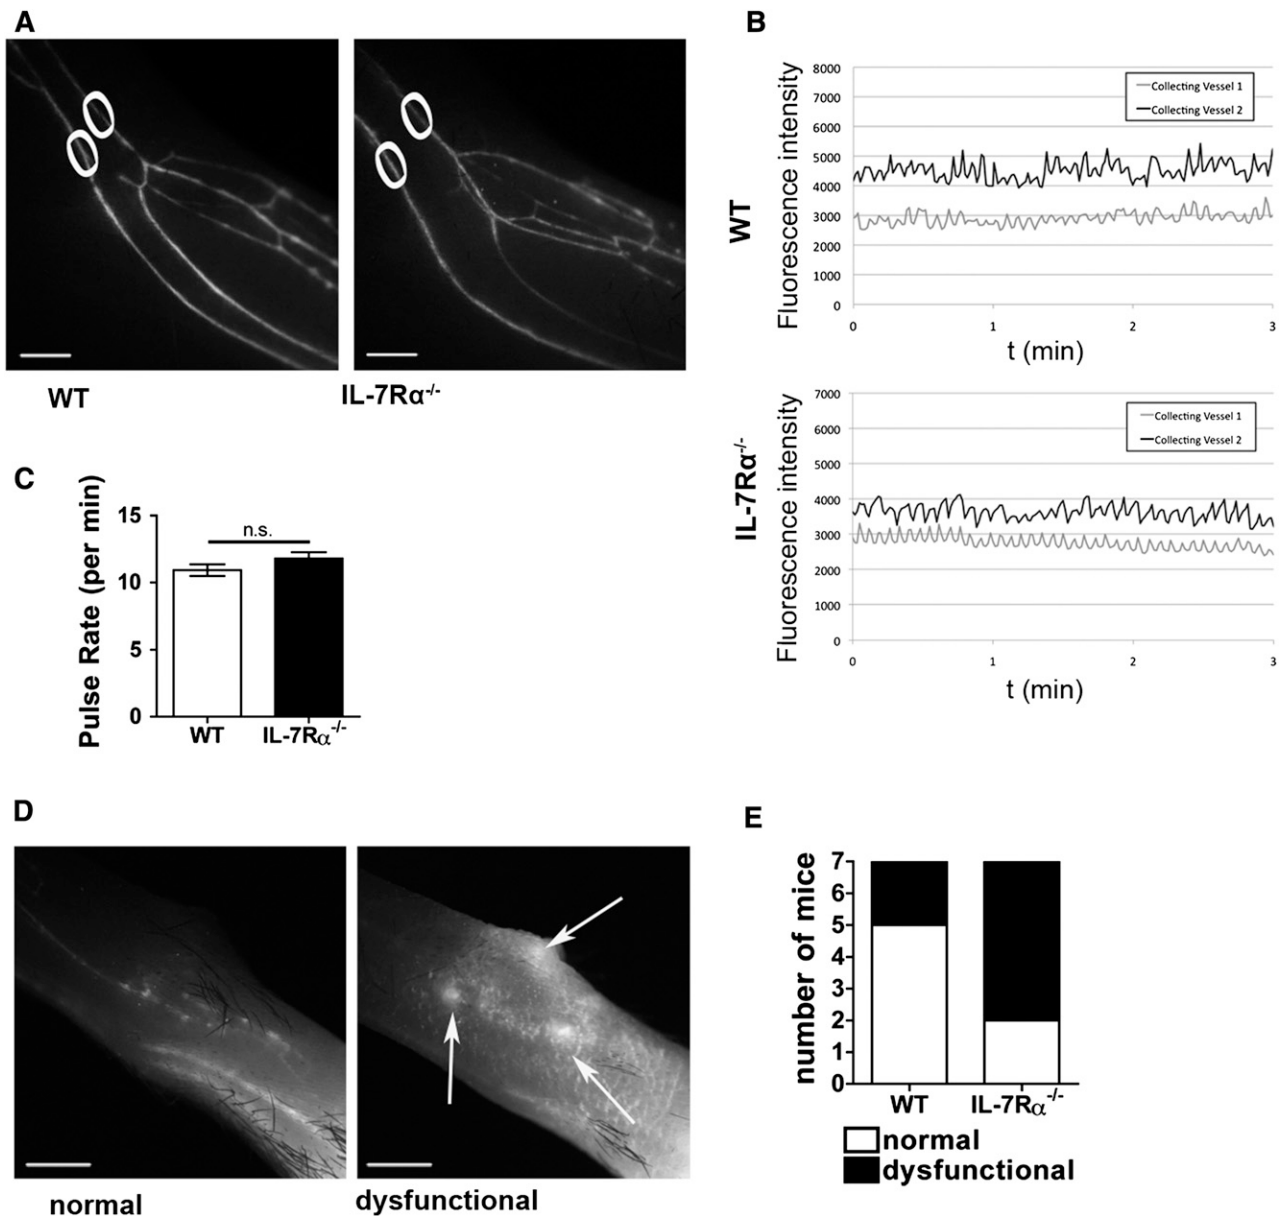 A
WT
IL-7Rα-/-
B
WT
Fluorescence intensity
8000
7000
6000
5000
4000
3000
2000
1000
0
Collecting Vessel 1
Collecting Vessel 2
0 1 2 3
t (min)
IL-7Rα-/-
Fluorescence intensity
7000
6000
5000
4000
3000
2000
1000
0
Collecting Vessel 1
Collecting Vessel 2
0 1 2 3
t (min)
C
Pulse Rate (per min)
15
10
5
0
n.s.
WT IL-7Rα-/-
D
normal
dysfunctional
E
number of mice
7
6
5
4
3
2
1
0
WT IL-7Rα-/-
normal
dysfunctional